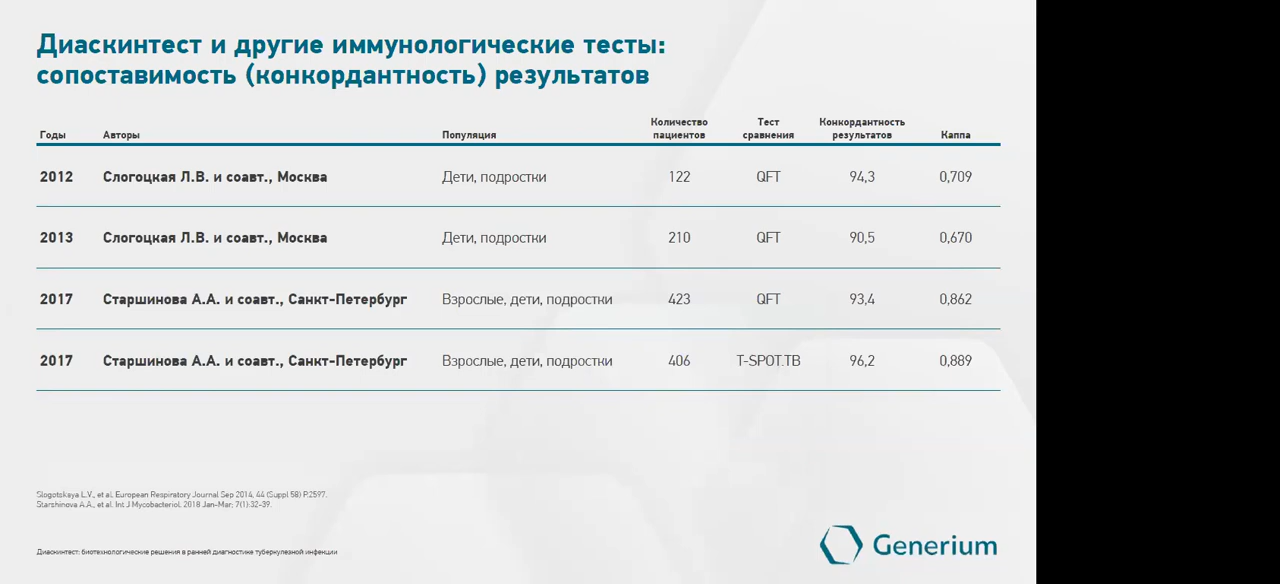 Диаскинтест и другие иммунологические тесты:
сопоставимость (конкордантность) результатов
Годы Авторы Популяция Количество пациентов Тест сравнения Конкордантность результатов Каппа
2012 Слогоцкая Л.В. и соавт., Москва Дети, подростки 122 QFT 94,3 0,709
2013 Слогоцкая Л.В. и соавт., Москва Дети, подростки 210 QFT 90,5 0,670
2017 Старшинова А.А. и соавт., Санкт-Петербург Взрослые, дети, подростки 423 QFT 93,4 0,862
2017 Старшинова А.А. и соавт., Санкт-Петербург Взрослые, дети, подростки 406 T-SPOT.TB 96,2 0,889
Slogotskaya L.V., et al. European Respiratory Journal Sep 2014, 44 (Suppl 58) P2597.
Starshinova A.A., et al. Int J Mycobacteriol. 2018 Jan-Mar; 7(1):32-39.
Диаскинтест: биотехнологические решения в ранней диагностике туберкулезной инфекции
Generium